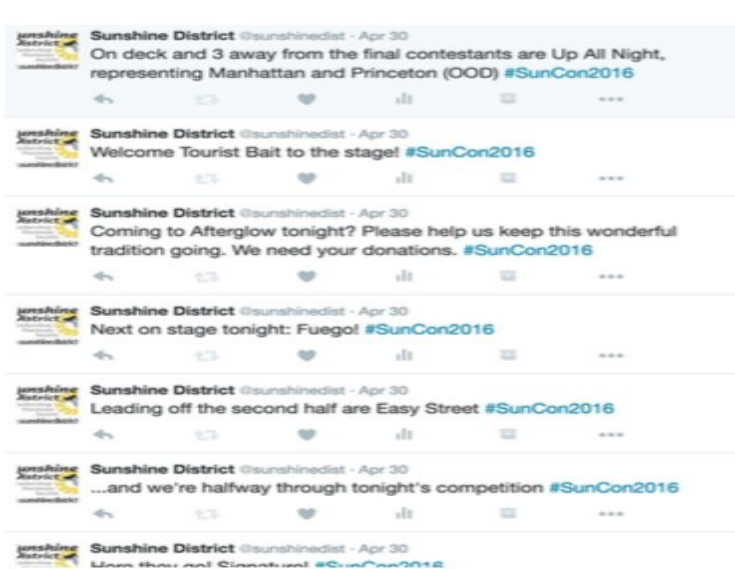 Sunshine District @sunshinedist · Apr 30
On deck and 3 away from the final contestants are Up All Night,
representing Manhattan and Princeton (OOD) #SunCon2016
Sunshine District @sunshinedist · Apr 30
Welcome Tourist Bait to the stage! #SunCon2016
Sunshine District @sunshinedist · Apr 30
Coming to Afterglow tonight? Please help us keep this wonderful
tradition going. We need your donations. #SunCon2016
Sunshine District @sunshinedist · Apr 30
Next on stage tonight: Fuego! #SunCon2016
Sunshine District @sunshinedist · Apr 30
Leading off the second half are Easy Street #SunCon2016
Sunshine District @sunshinedist · Apr 30
...and we're halfway through tonight's competition #SunCon2016
Sunshine District @sunshinedist · Apr 30
Here they go! Signature! #SunCon2016